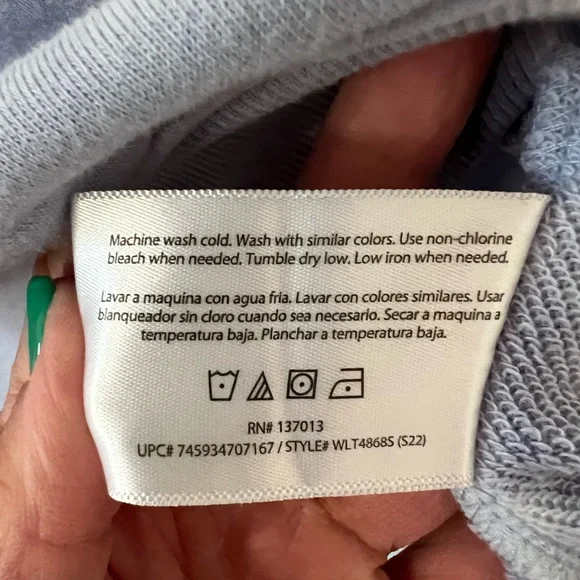 Machine wash cold. Wash with similar colors. Use non-chlorine
bleach when needed. Tumble dry low. Low iron when needed.
Lavar a maquina con agua fria. Lavar con colores similares. Usar
blanqueador sin cloro cuando sea necesario. Secar a maquina a
temperatura baja. Planchar a temperatura baja.
RN# 137013
UPC# 745934707167 / STYLE# WLT4868S (S22)